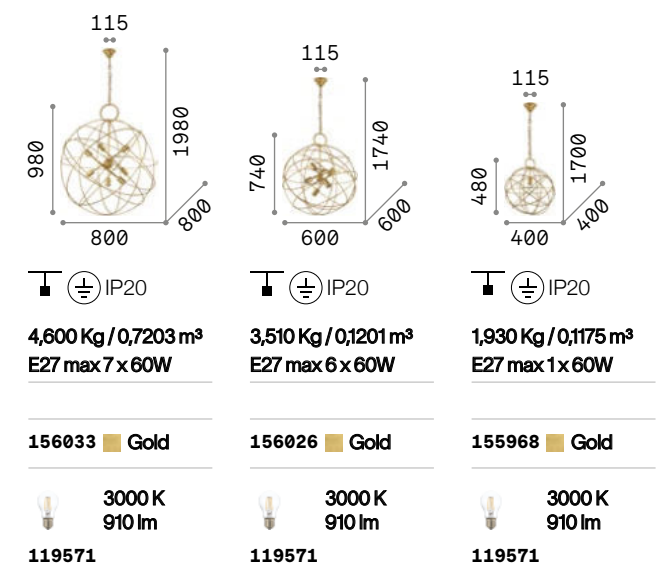 115
980
1980
800
800
IP20
4,600 Kg / 0,7203 m³
E27 max 7 x 60W
156033 Gold
3000 K
910 lm
119571
115
740
1740
600
600
IP20
3,510 Kg / 0,1201 m³
E27 max 6 x 60W
156026 Gold
3000 K
910 lm
119571
115
480
1700
400
400
IP20
1,930 Kg / 0,1175 m³
E27 max 1 x 60W
155968 Gold
3000 K
910 lm
119571